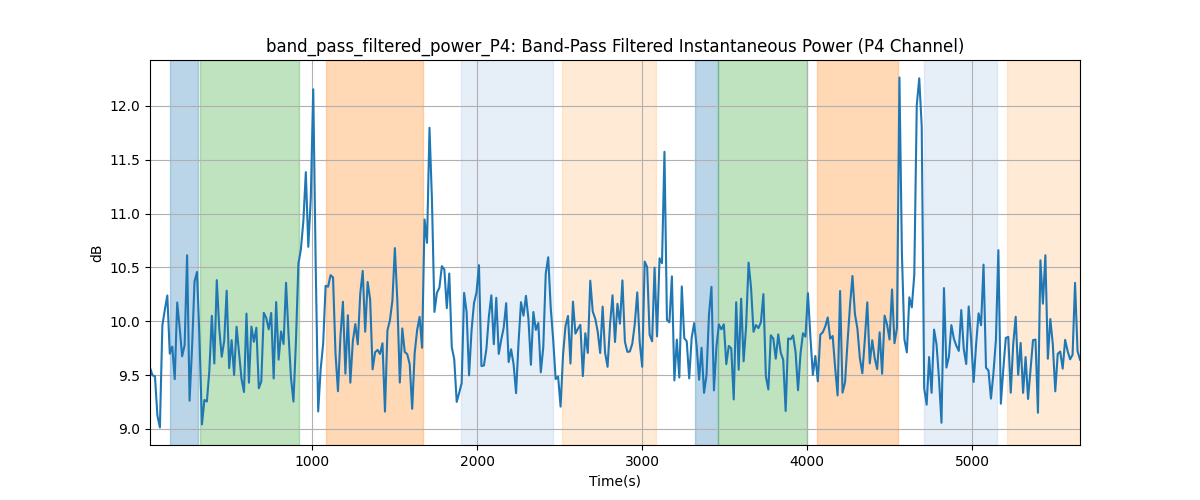 band_pass_filtered_power_P4: Band-Pass Filtered Instantaneous Power (P4 Channel)
12.0
11.5
11.0
10.5
10.0
9.5
9.0
dB
1000 2000 3000 4000 5000
Time(s)